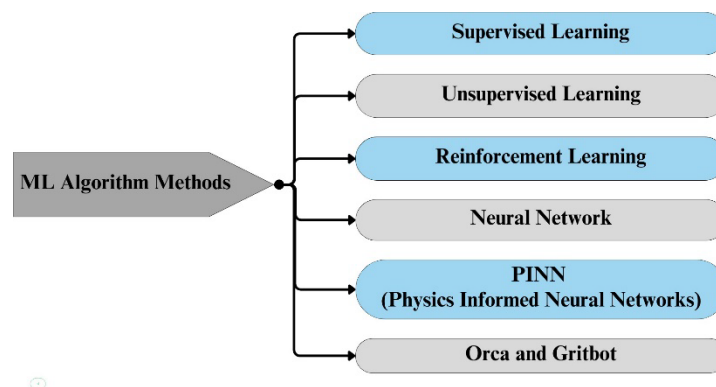 Supervised Learning
Unsupervised Learning
ML Algorithm Methods
Reinforcement Learning
Neural Network
PINN
(Physics Informed Neural Networks)
Orca and Gritbot